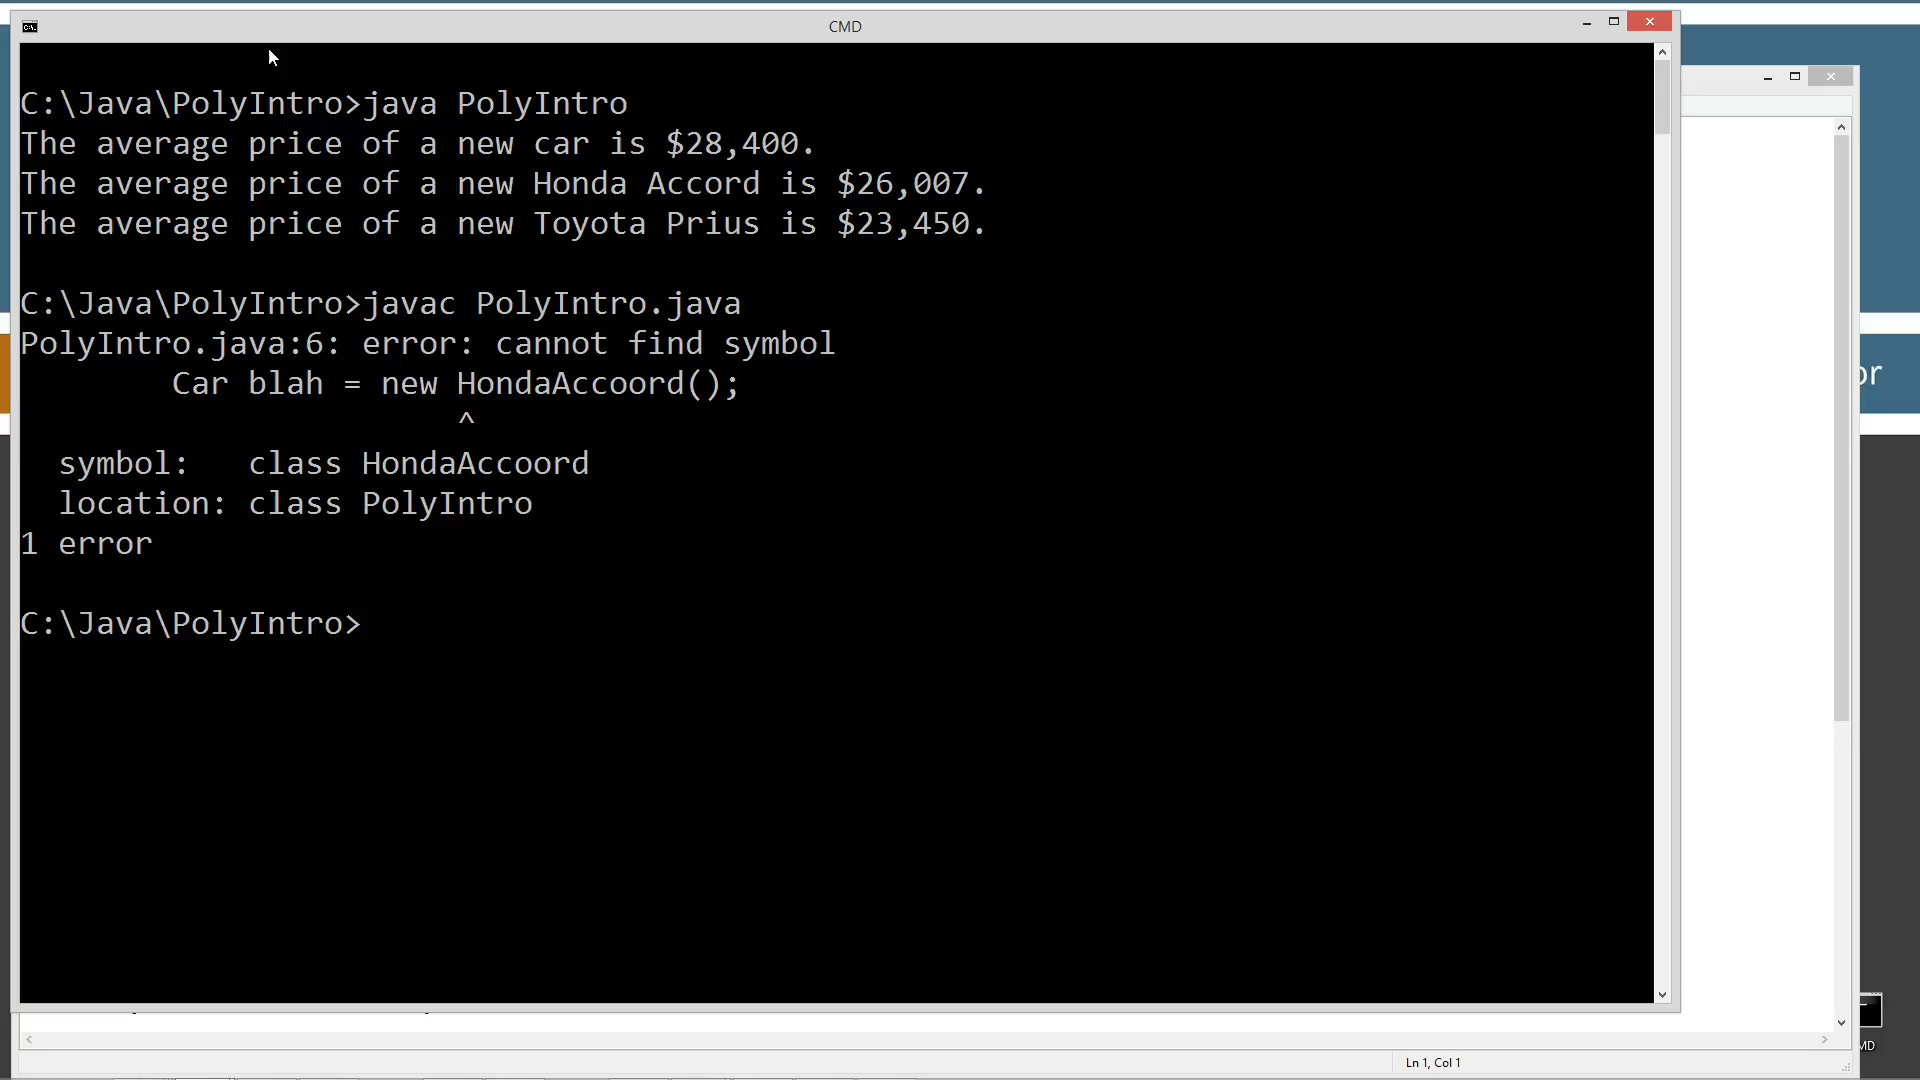 CMD
C:\Java\PolyIntro>java PolyIntro
The average price of a new car is $28,400.
The average price of a new Honda Accord is $26,007.
The average price of a new Toyota Prius is $23,450.
C:\Java\PolyIntro>javac PolyIntro.java
PolyIntro.java:6: error: cannot find symbol
        Car blah = new HondaAccoord();
                       ^
  symbol:   class HondaAccoord
  location: class PolyIntro
1 error
C:\Java\PolyIntro>
or
MD
Ln 1, Col 1